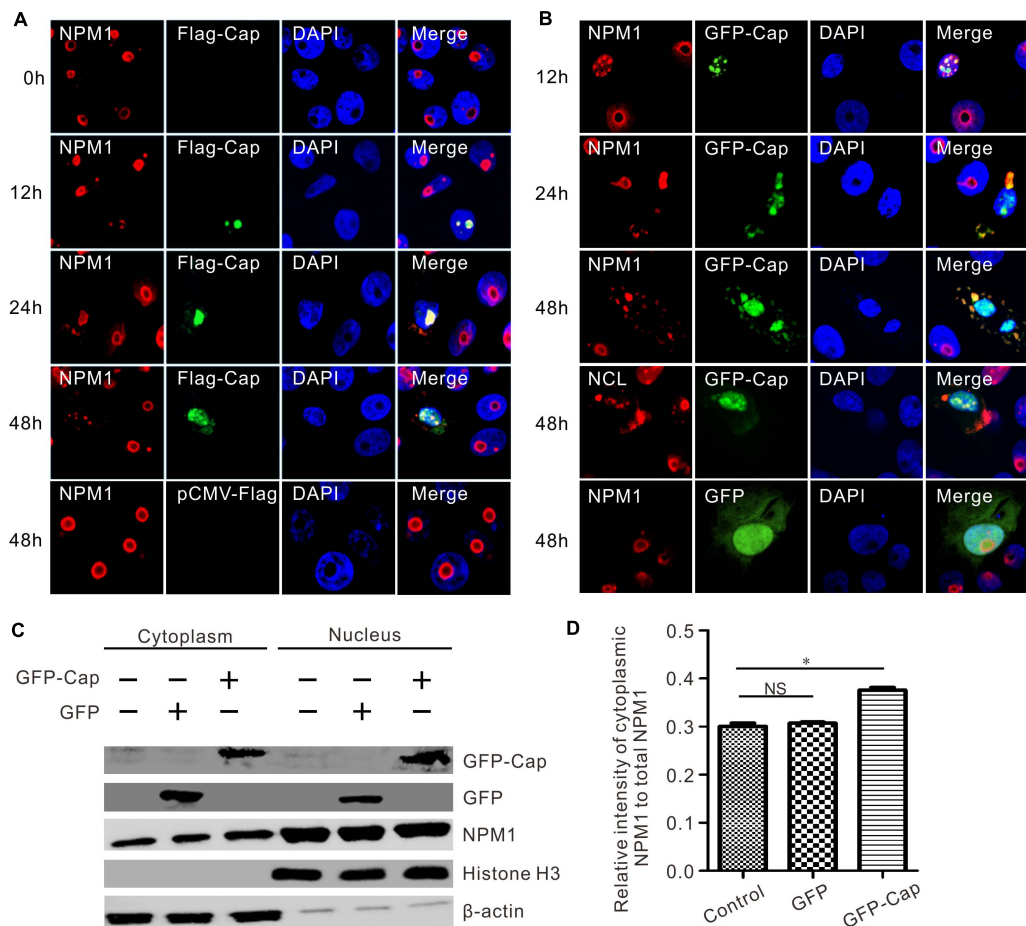 A
NPM1 Flag-Cap DAPI Merge
0h
NPM1 Flag-Cap DAPI Merge
12h
NPM1 Flag-Cap DAPI Merge
24h
NPM1 Flag-Cap DAPI Merge
48h
NPM1 pCMV-Flag DAPI Merge
48h
B
NPM1 GFP-Cap DAPI Merge
12h
NPM1 GFP-Cap DAPI Merge
24h
NPM1 GFP-Cap DAPI Merge
48h
NCL GFP-Cap DAPI Merge
48h
NPM1 GFP DAPI Merge
48h
C
Cytoplasm Nucleus
GFP-Cap − − + − − +
GFP − + − − + −
GFP-Cap
GFP
NPM1
Histone H3
β-actin
D
Relative intensity of cytoplasmic
NPM1 to total NPM1
0.5
0.4
0.3
0.2
0.1
0.0
*
NS
Control
GFP
GFP-Cap